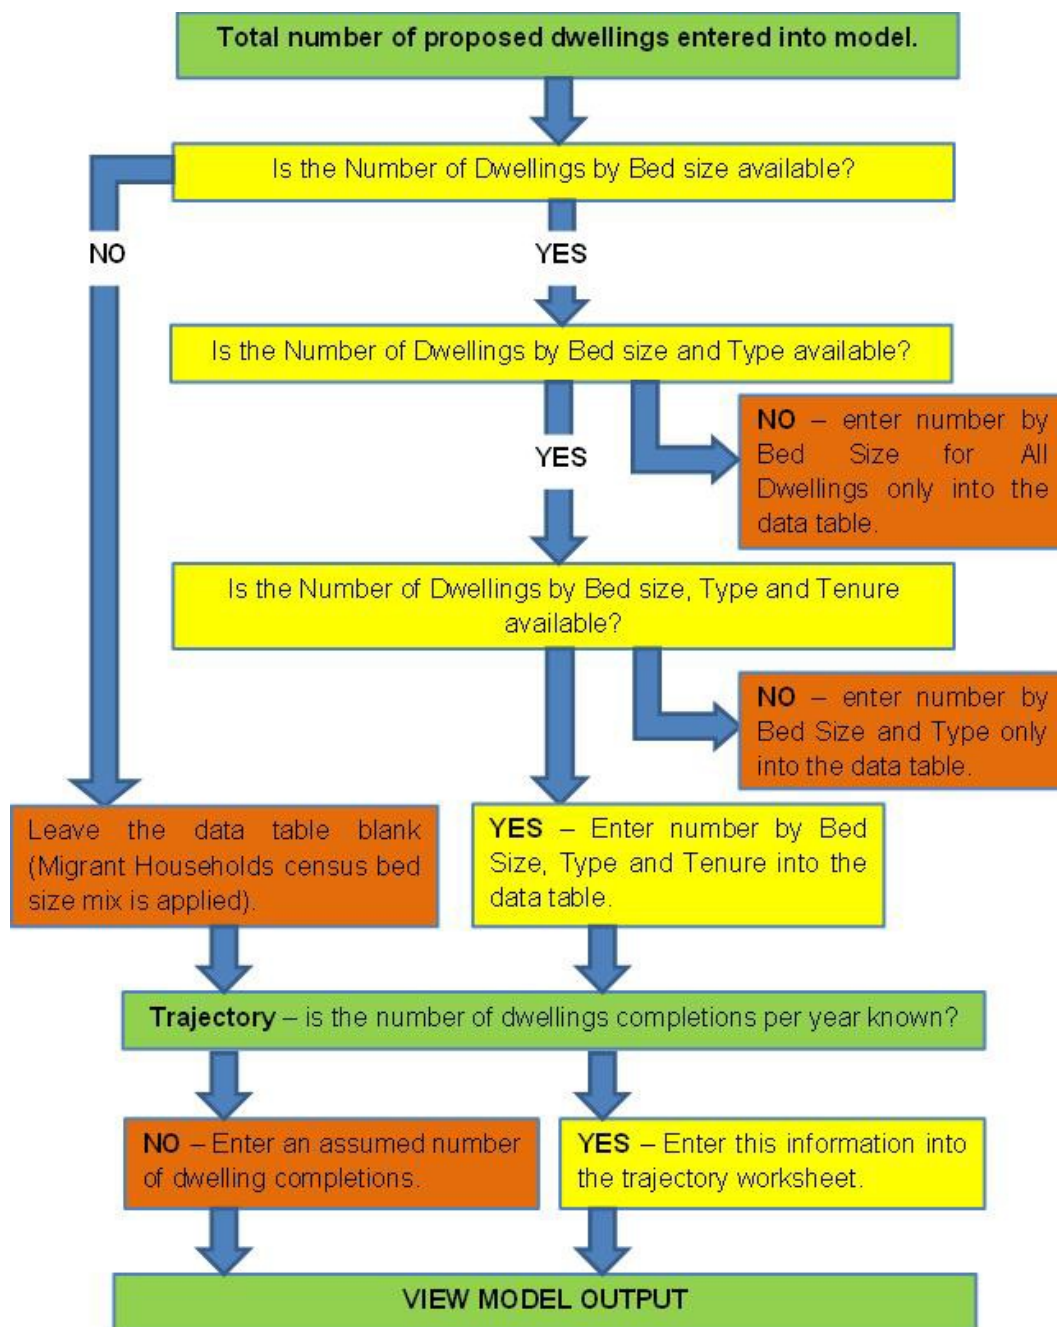 Total number of proposed dwellings entered into model.
Is the Number of Dwellings by Bed size available?
NO
YES
Is the Number of Dwellings by Bed size and Type available?
NO – enter number by
Bed Size for All
Dwellings only into the
data table.
YES
Is the Number of Dwellings by Bed size, Type and Tenure
available?
NO – enter number by
Bed Size and Type only
into the data table.
Leave the data table blank
(Migrant Households census bed
size mix is applied).
YES – Enter number by Bed
Size, Type and Tenure into the
data table.
Trajectory – is the number of dwellings completions per year known?
NO – Enter an assumed number
of dwelling completions.
YES – Enter this information into
the trajectory worksheet.
VIEW MODEL OUTPUT